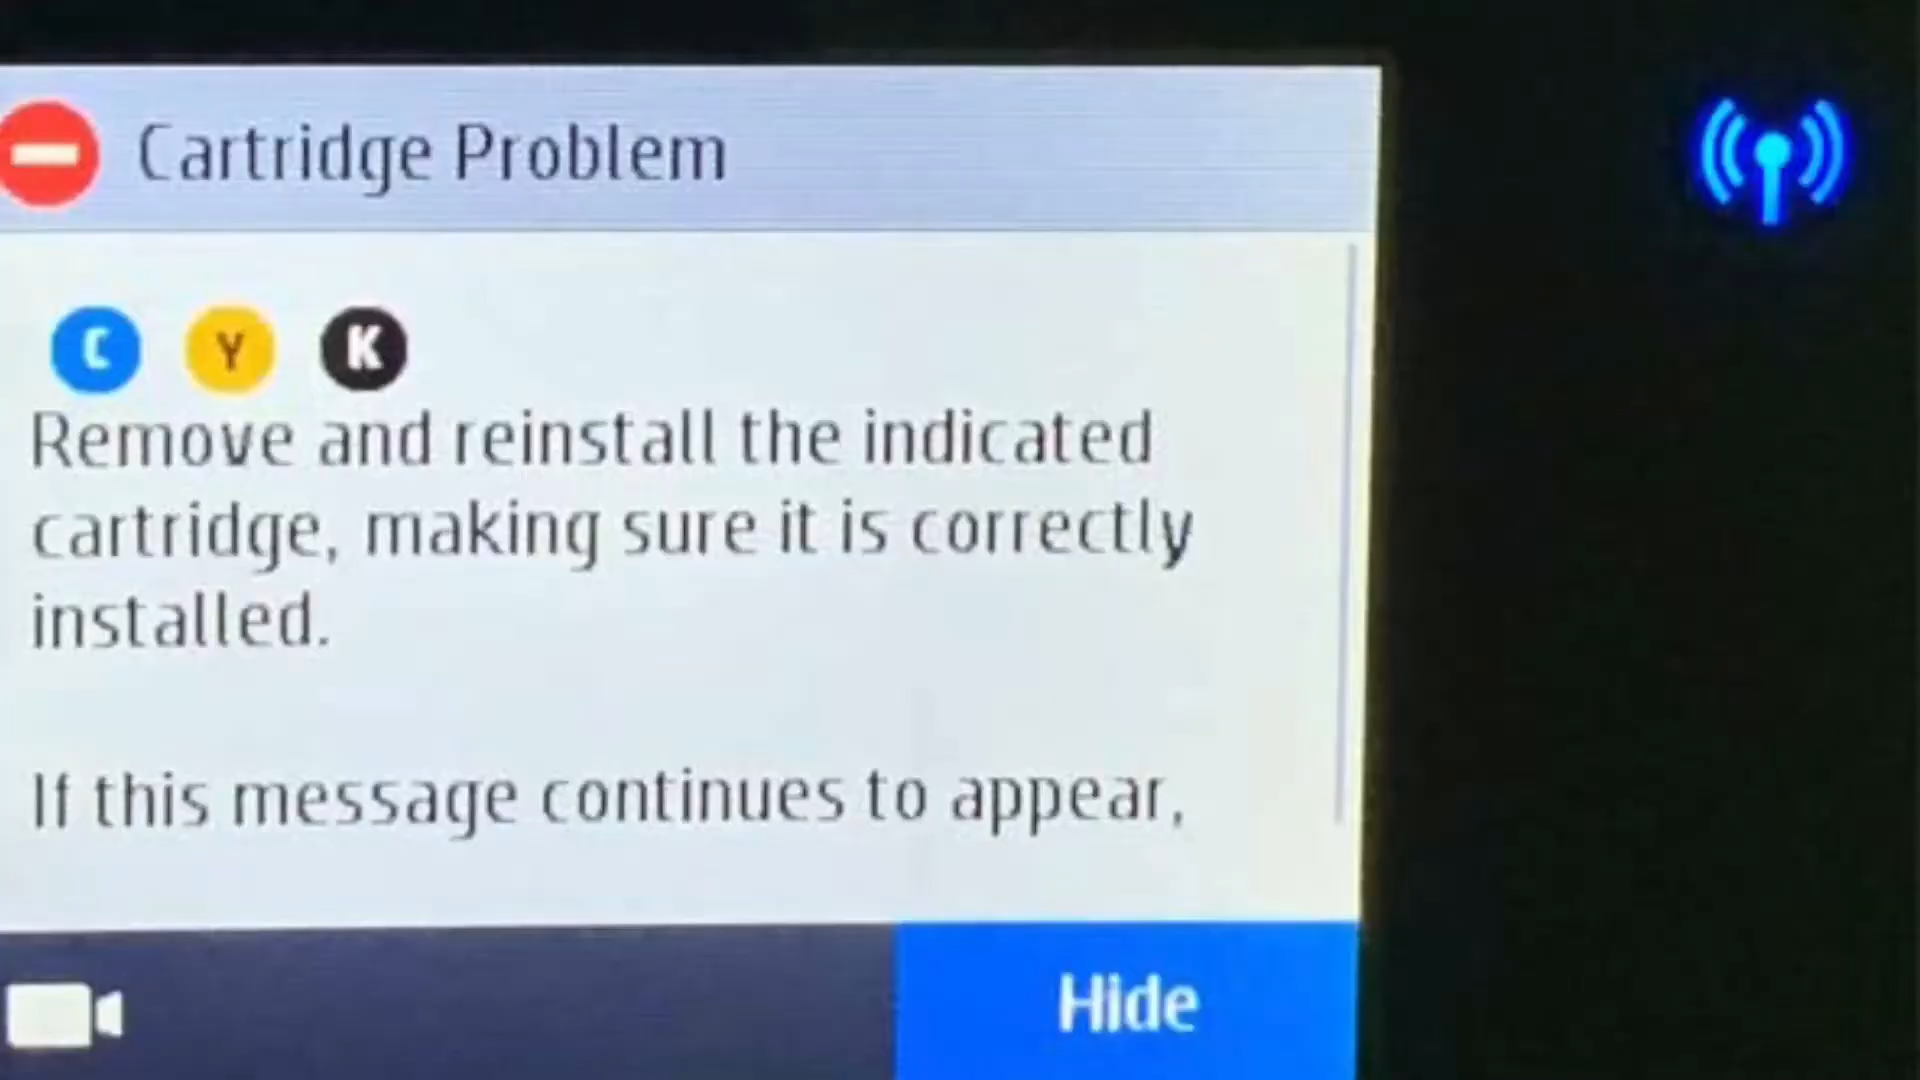 Cartridge Problem
C Y K
Remove and reinstall the indicated
cartridge, making sure it is correctly
installed.
If this message continues to appear,
Hide